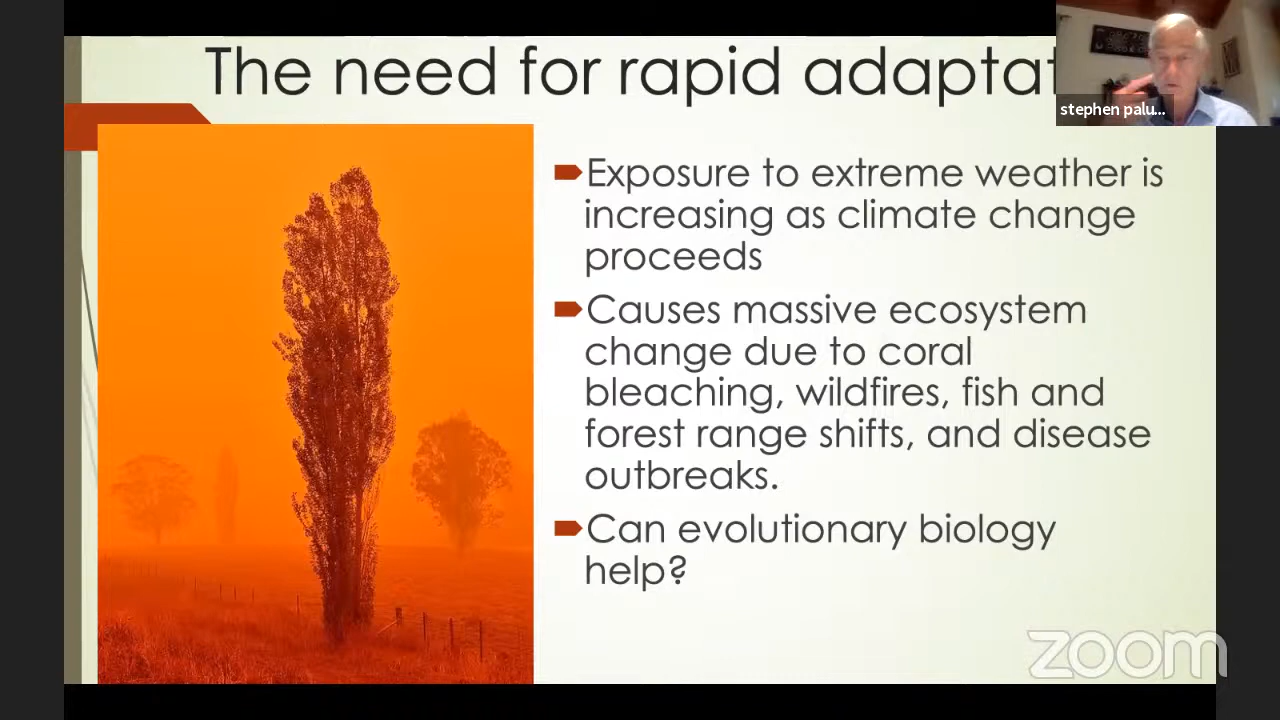 The need for rapid adaptat
stephen palu...
Exposure to extreme weather is
increasing as climate change
proceeds
Causes massive ecosystem
change due to coral
bleaching, wildfires, fish and
forest range shifts, and disease
outbreaks.
Can evolutionary biology
help?
zoom